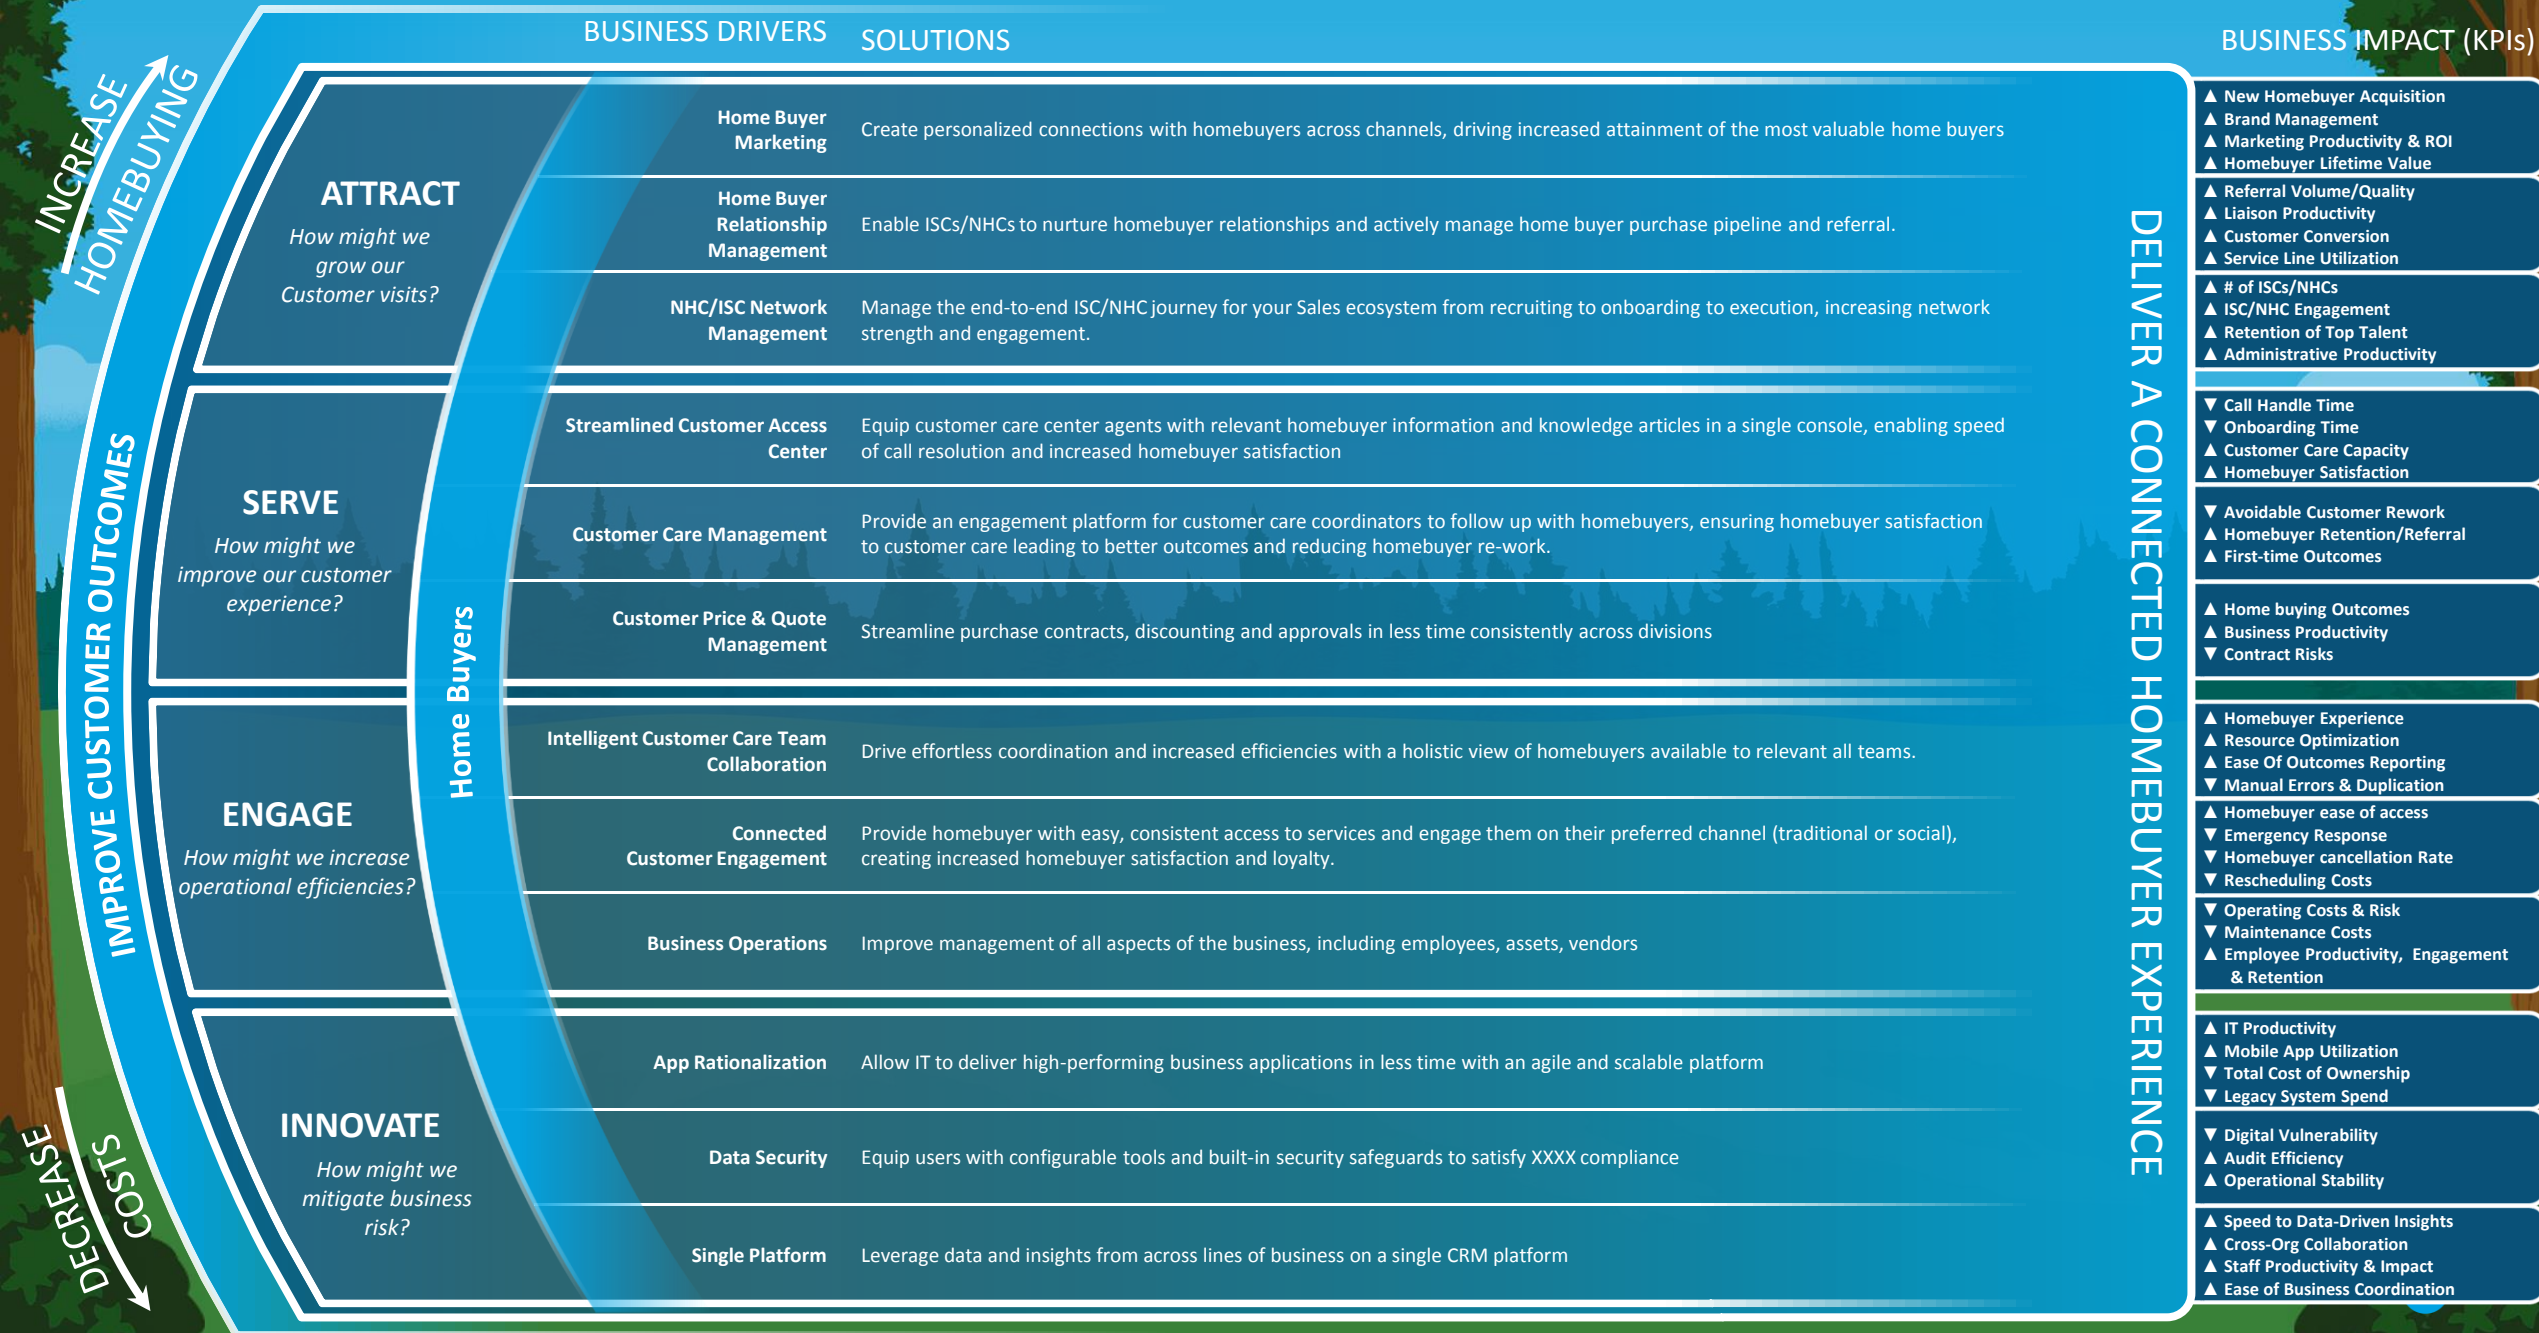 BUSINESS DRIVERS
SOLUTIONS
BUSINESS IMPACT (KPIs)
INCREASE
HOMEBUYING
IMPROVE CUSTOMER OUTCOMES
DECREASE
COSTS
Home Buyers
ATTRACT
How might we
grow our
Customer visits?
Home Buyer
Marketing
Create personalized connections with homebuyers across channels, driving increased attainment of the most valuable home buyers
▲ New Homebuyer Acquisition
▲ Brand Management
▲ Marketing Productivity & ROI
▲ Homebuyer Lifetime Value
Home Buyer
Relationship
Management
Enable ISCs/NHCs to nurture homebuyer relationships and actively manage home buyer purchase pipeline and referral.
▲ Referral Volume/Quality
▲ Liaison Productivity
▲ Customer Conversion
▲ Service Line Utilization
NHC/ISC Network
Management
Manage the end-to-end ISC/NHC journey for your Sales ecosystem from recruiting to onboarding to execution, increasing network
strength and engagement.
▲ # of ISCs/NHCs
▲ ISC/NHC Engagement
▲ Retention of Top Talent
▲ Administrative Productivity
SERVE
How might we
improve our customer
experience?
Streamlined Customer Access
Center
Equip customer care center agents with relevant homebuyer information and knowledge articles in a single console, enabling speed
of call resolution and increased homebuyer satisfaction
▼ Call Handle Time
▼ Onboarding Time
▲ Customer Care Capacity
▲ Homebuyer Satisfaction
Customer Care Management
Provide an engagement platform for customer care coordinators to follow up with homebuyers, ensuring homebuyer satisfaction
to customer care leading to better outcomes and reducing homebuyer re-work.
▼ Avoidable Customer Rework
▲ Homebuyer Retention/Referral
▲ First-time Outcomes
Customer Price & Quote
Management
Streamline purchase contracts, discounting and approvals in less time consistently across divisions
▲ Home buying Outcomes
▲ Business Productivity
▼ Contract Risks
ENGAGE
How might we increase
operational efficiencies?
Intelligent Customer Care Team
Collaboration
Drive effortless coordination and increased efficiencies with a holistic view of homebuyers available to relevant all teams.
▲ Homebuyer Experience
▲ Resource Optimization
▲ Ease Of Outcomes Reporting
▼ Manual Errors & Duplication
Connected
Customer Engagement
Provide homebuyer with easy, consistent access to services and engage them on their preferred channel (traditional or social),
creating increased homebuyer satisfaction and loyalty.
▲ Homebuyer ease of access
▼ Emergency Response
▼ Homebuyer cancellation Rate
▼ Rescheduling Costs
Business Operations
Improve management of all aspects of the business, including employees, assets, vendors
▼ Operating Costs & Risk
▼ Maintenance Costs
▲ Employee Productivity, Engagement
& Retention
INNOVATE
How might we
mitigate business
risk?
App Rationalization
Allow IT to deliver high-performing business applications in less time with an agile and scalable platform
▲ IT Productivity
▲ Mobile App Utilization
▼ Total Cost of Ownership
▼ Legacy System Spend
Data Security
Equip users with configurable tools and built-in security safeguards to satisfy XXXX compliance
▼ Digital Vulnerability
▲ Audit Efficiency
▲ Operational Stability
Single Platform
Leverage data and insights from across lines of business on a single CRM platform
▲ Speed to Data-Driven Insights
▲ Cross-Org Collaboration
▲ Staff Productivity & Impact
▲ Ease of Business Coordination
DELIVER A CONNECTED HOMEBUYER EXPERIENCE